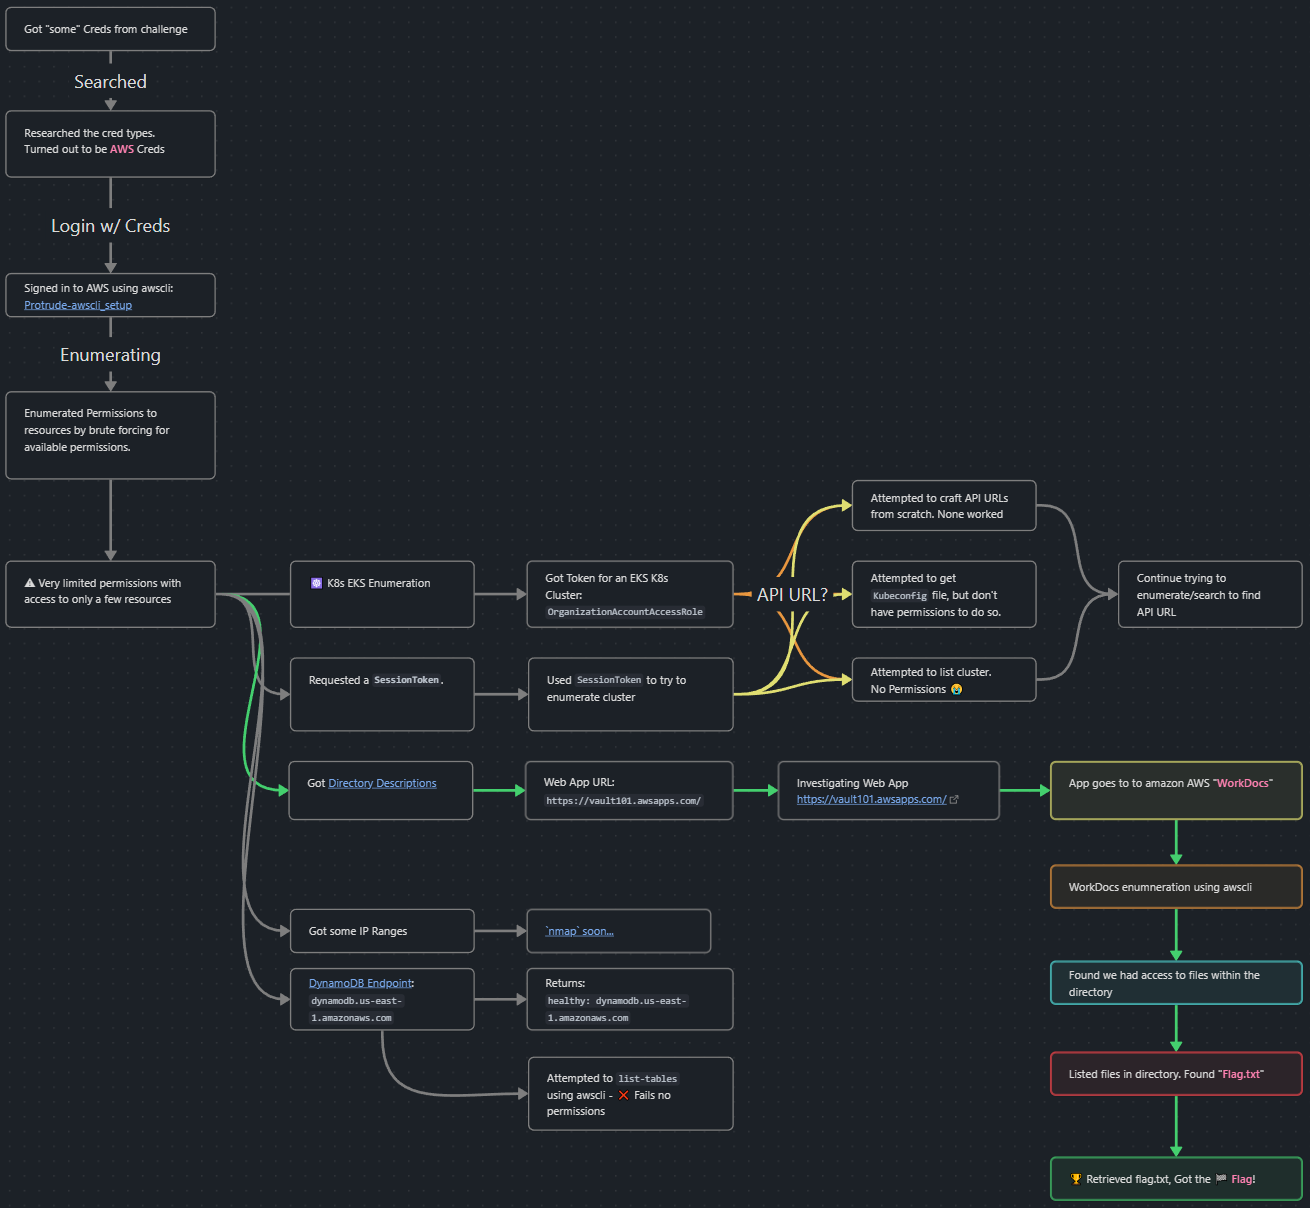 Got "some" Creds from challenge
Searched
Researched the cred types.
Turned out to be AWS Creds
Login w/ Creds
Signed in to AWS using awscli:
Protrude-awscli_setup
Enumerating
Enumerated Permissions to
resources by brute forcing for
available permissions.
⚠ Very limited permissions with
access to only a few resources
K8s EKS Enumeration
Got Token for an EKS K8s
Cluster:
OrganizationAccountAccessRole
API URL?
Attempted to craft API URLs
from scratch. None worked
Attempted to get
Kubeconfig file, but don't
have permissions to do so.
Attempted to list cluster.
No Permissions 😭
Continue trying to
enumerate/search to find
API URL
Requested a SessionToken.
Used SessionToken to try to
enumerate cluster
Got Directory Descriptions
Web App URL:
https://vault101.awsapps.com/
Investigating Web App
https://vault101.awsapps.com/
App goes to to amazon AWS "WorkDocs"
WorkDocs enumneration using awscli
Found we had access to files within the
directory
Listed files in directory. Found "Flag.txt"
🏆 Retrieved flag.txt, Got the 🏴 Flag!
Got some IP Ranges
`nmap` soon...
DynamoDB Endpoint:
dynamodb.us-east-
1.amazonaws.com
Returns:
healthy: dynamodb.us-east-
1.amazonaws.com
Attempted to list-tables
using awscli - ❌ Fails no
permissions